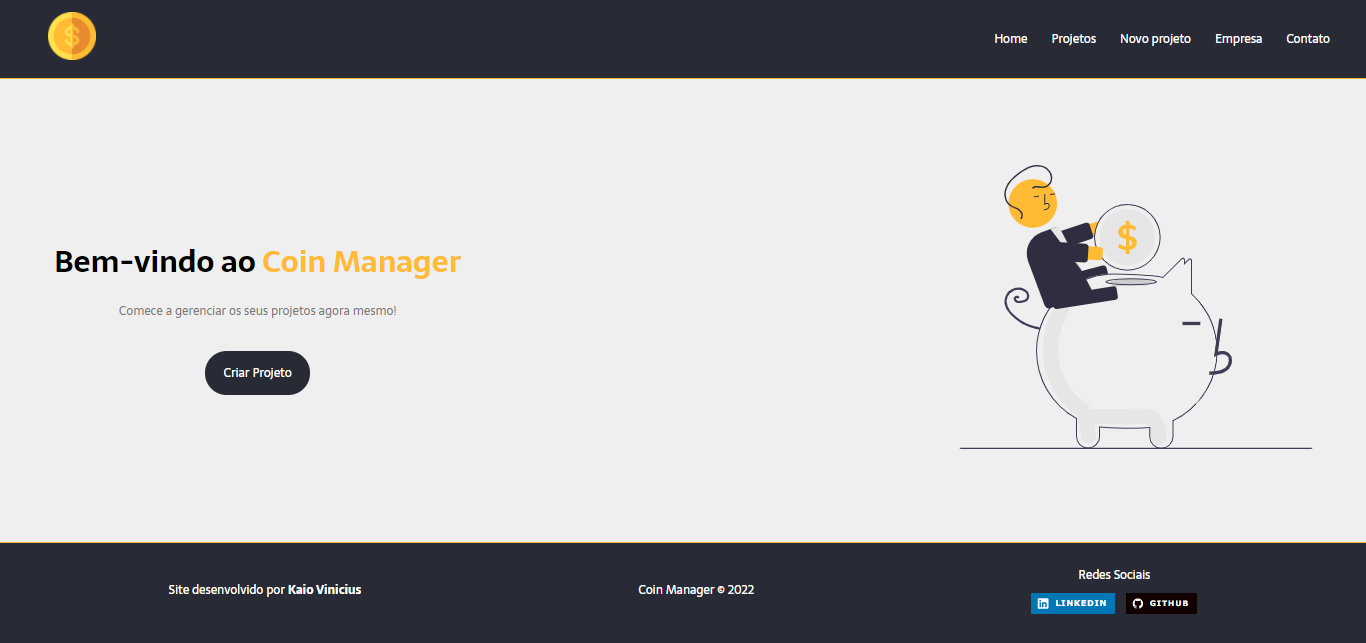 $
Home Projetos Novo projeto Empresa Contato
Bem-vindo ao Coin Manager
Comece a gerenciar os seus projetos agora mesmo!
Criar Projeto
$
Site desenvolvido por Kaio Vinicius
Coin Manager © 2022
Redes Sociais
in LINKEDIN GITHUB